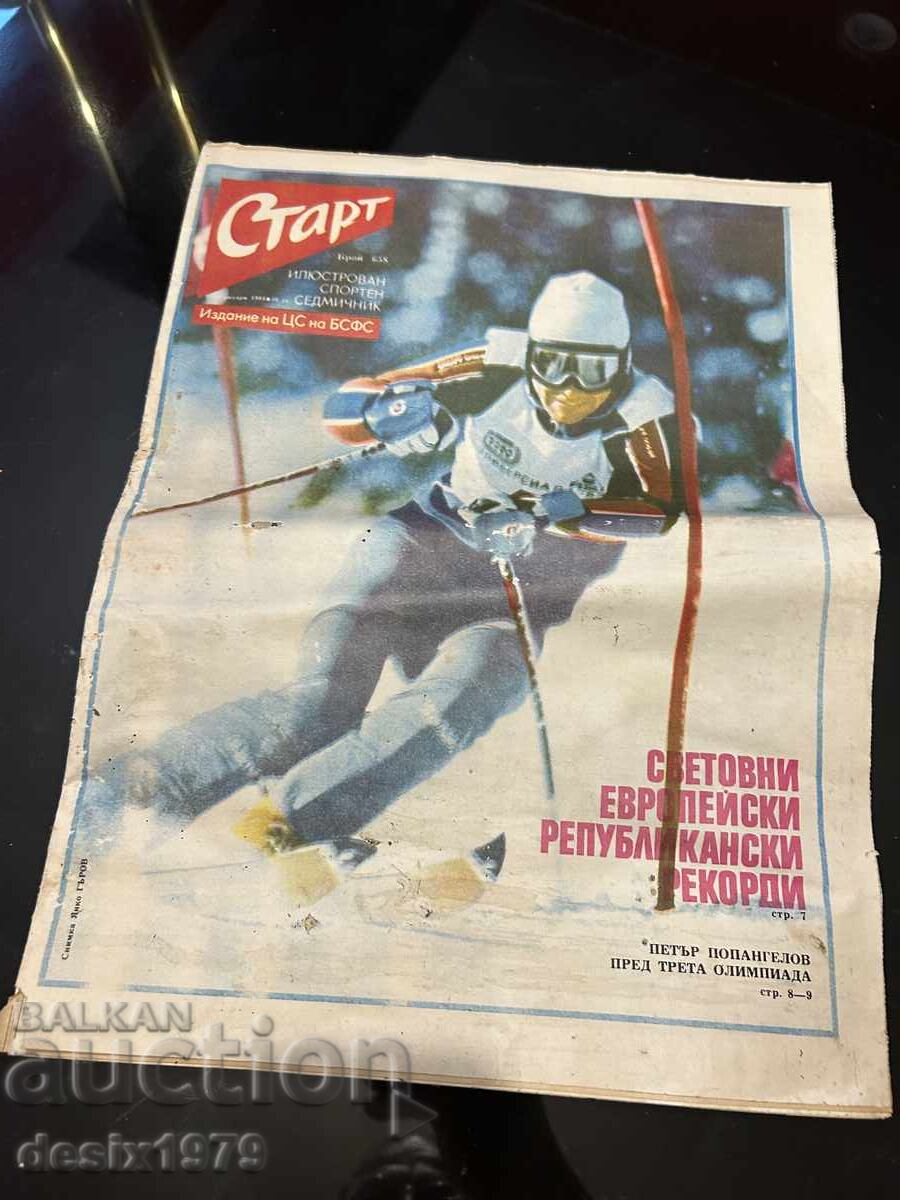 Старт
Брой 658
ИЛЮСТРОВАН
СПОРТЕН
СЕДМИЧНИК
Издание на ЦС на БСФС
СВЕТОВНИ
ЕВРОПЕЙСКИ
РЕПУБЛИКАНСКИ
РЕКОРДИ
стр. 7
ПЕТЪР ПОПАНГЕЛОВ
ПРЕД ТРЕТА ОЛИМПИАДА
стр. 8—9
Снимка Янко ГЪРОВ
BALKAN
auction
desix1979